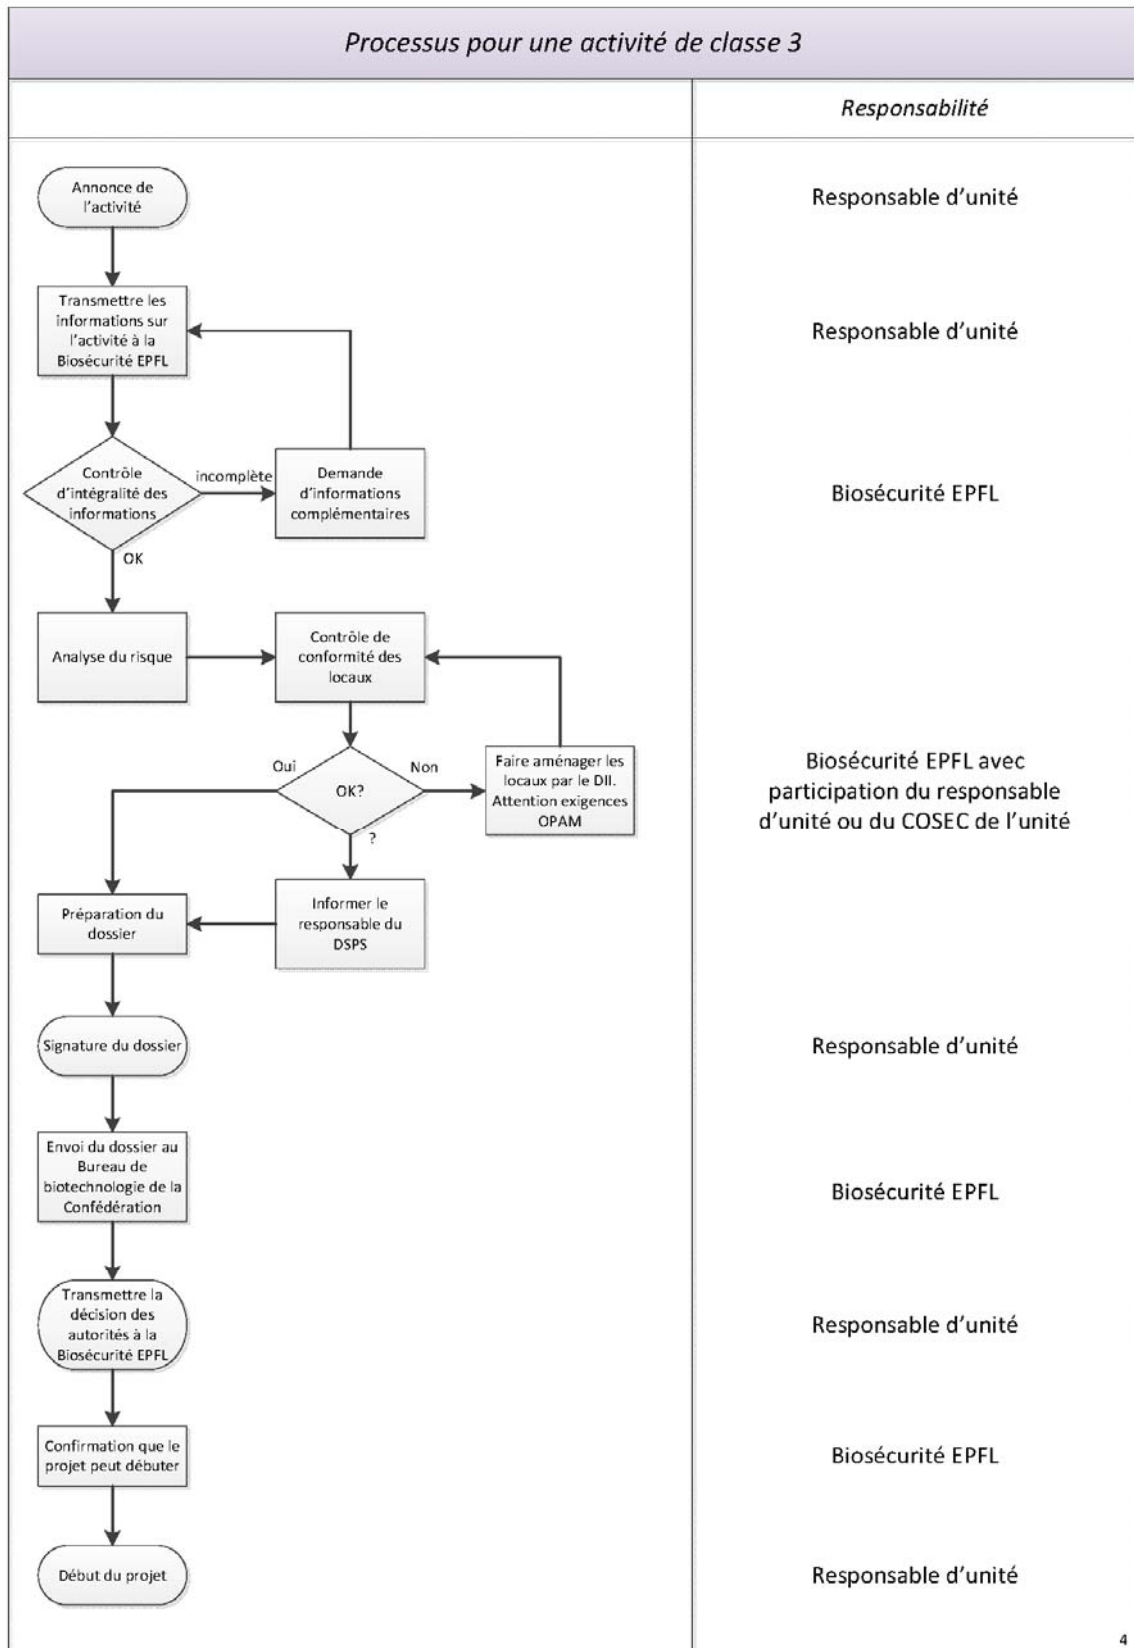 Processus pour une activité de classe 3
Responsabilité
Annonce de
l'activité
Responsable d'unité
Transmettre les
informations sur
l'activité à la
Biosécurité EPFL
Responsable d'unité
Contrôle
d'intégralité des
informations
incomplète
Demande
d'informations
complémentaires
Biosécurité EPFL
OK
Analyse du risque
Contrôle de
conformité des
locaux
Oui
OK?
Non
Faire aménager les
locaux par le DII.
Attention exigences
OPAM
Biosécurité EPFL avec
participation du responsable
d'unité ou du COSEC de l'unité
?
Préparation du
dossier
Informer le
responsable du
DSPS
Signature du dossier
Responsable d'unité
Envoi du dossier au
Bureau de
biotechnologie de la
Confédération
Biosécurité EPFL
Transmettre la
décision des
autorités à la
Biosécurité EPFL
Responsable d'unité
Confirmation que le
projet peut débuter
Biosécurité EPFL
Début du projet
Responsable d'unité
4